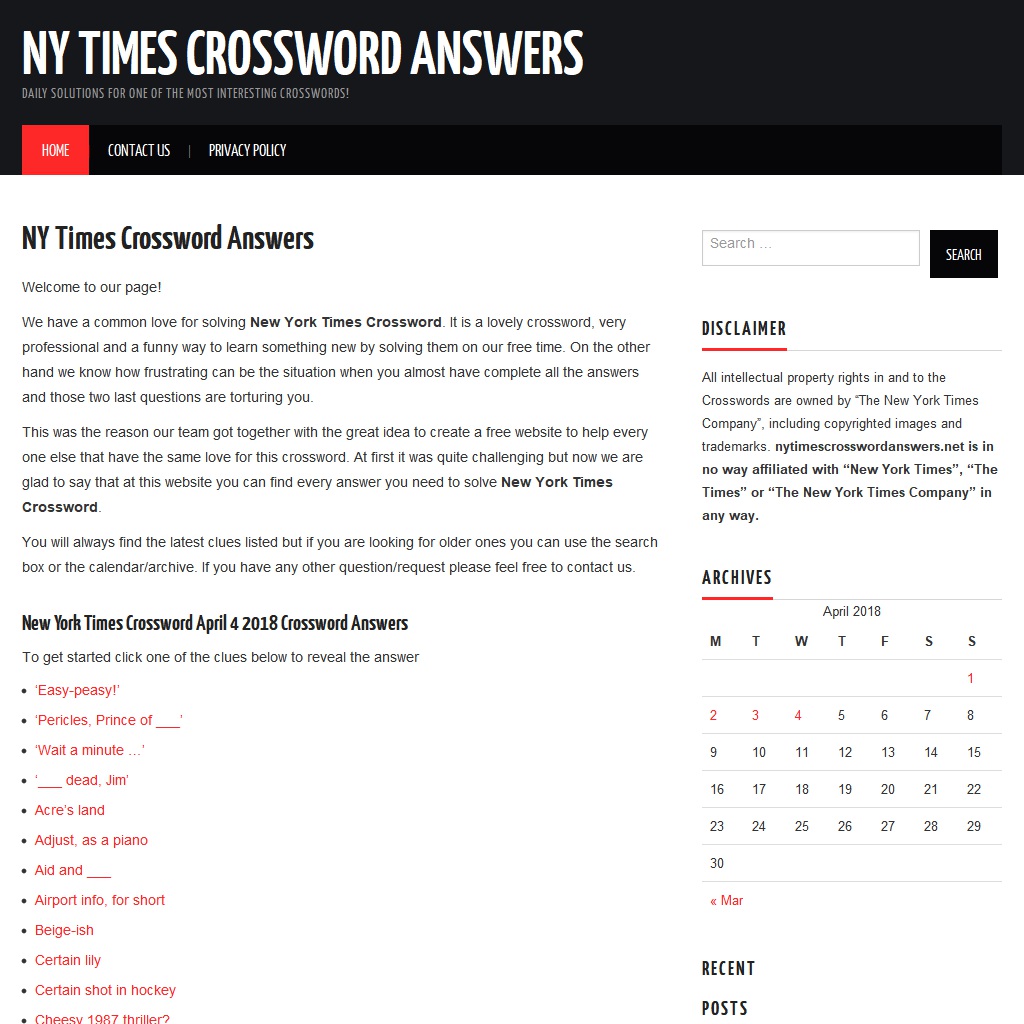 NY TIMES CROSSWORD ANSWERS
DAILY SOLUTIONS FOR ONE OF THE MOST INTERESTING CROSSWORDS!
HOME
CONTACT US | PRIVACY POLICY
NY Times Crossword Answers
Welcome to our page!
We have a common love for solving New York Times Crossword. It is a lovely crossword, very
professional and a funny way to learn something new by solving them on our free time. On the other
hand we know how frustrating can be the situation when you almost have complete all the answers
and those two last questions are torturing you.
This was the reason our team got together with the great idea to create a free website to help every
one else that have the same love for this crossword. At first it was quite challenging but now we are
glad to say that at this website you can find every answer you need to solve New York Times
Crossword.
You will always find the latest clues listed but if you are looking for older ones you can use the search
box or the calendar/archive. If you have any other question/request please feel free to contact us.
New York Times Crossword April 4 2018 Crossword Answers
To get started click one of the clues below to reveal the answer
• ‘Easy-peasy!’
• ‘Pericles, Prince of ___’
• ‘Wait a minute …’
• ‘___ dead, Jim’
• Acre’s land
• Adjust, as a piano
• Aid and ___
• Airport info, for short
• Beige-ish
• Certain lily
• Certain shot in hockey
• Cheesy 1987 thriller?
Search …
SEARCH
DISCLAIMER
All intellectual property rights in and to the
Crosswords are owned by “The New York Times
Company”, including copyrighted images and
trademarks. nytimescrosswordanswers.net is in
no way affiliated with “New York Times”, “The
Times” or “The New York Times Company” in
any way.
ARCHIVES
April 2018
M T W T F S S
1
2 3 4 5 6 7 8
9 10 11 12 13 14 15
16 17 18 19 20 21 22
23 24 25 26 27 28 29
30
« Mar
RECENT
POSTS